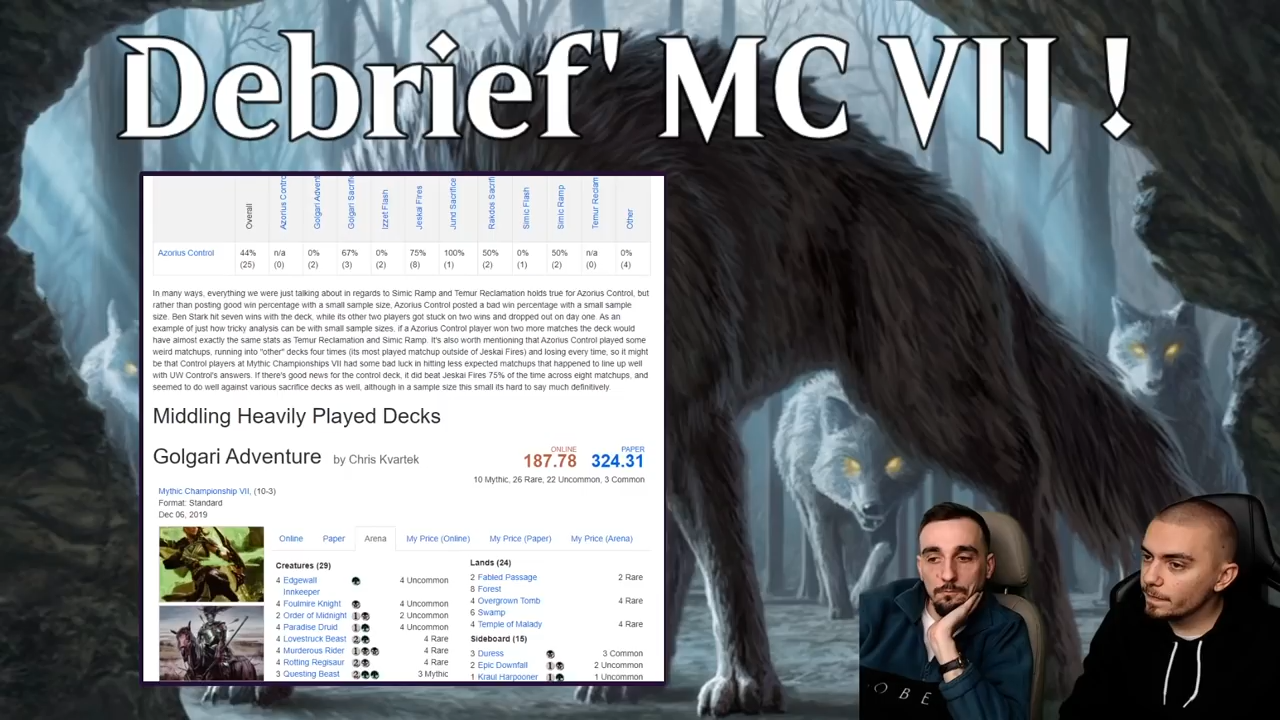 Debrief' MC VII !
Overall
Azorius Contro
Golgari Advent
Golgari Sacrifi
Izzet Flash
Jeskai Fires
Jund Sacrifice
Rakdos Sacrifi
Simic Flash
Simic Ramp
Temur Reclam
Other
Azorius Control 44% n/a 0% 67% 0% 75% 100% 50% 0% 50% n/a 0%
(25) (0) (2) (3) (2) (8) (1) (2) (1) (2) (0) (4)
In many ways, everything we were just talking about in regards to Simic Ramp and Temur Reclamation holds true for Azorius Control, but
rather than posting good win percentage with a small sample size, Azorius Control posted a bad win percentage with a small sample
size. Ben Stark hit seven wins with the deck, while its other two players got stuck on two wins and dropped out on day one. As an
example of just how tricky analysis can be with small sample sizes, if a Azorius Control player won two more matches the deck would
have almost exactly the same stats as Temur Reclamation and Simic Ramp. It's also worth mentioning that Azorius Control played some
weird matchups, running into "other" decks four times (its most played matchup outside of Jeskai Fires) and losing every time, so it might
be that Control players at Mythic Championships VII had some bad luck in hitting less expected matchups that happened to line up well
with UW Control's answers. If there's good news for the control deck, it did beat Jeskai Fires 75% of the time across eight matchups, and
seemed to do well against various sacrifice decks as well, although in a sample size this small its hard to say much definitively.
Middling Heavily Played Decks
Golgari Adventure by Chris Kvartek
ONLINE PAPER
187.78 324.31
10 Mythic, 26 Rare, 22 Uncommon, 3 Common
Mythic Championship VII, (10-3)
Format: Standard
Dec 06, 2019
Online Paper Arena My Price (Online) My Price (Paper) My Price (Arena)
Creatures (29)
4 Edgewall Innkeeper 4 Uncommon
4 Foulmire Knight 4 Uncommon
2 Order of Midnight 1 2 Uncommon
4 Paradise Druid 1 4 Uncommon
4 Lovestruck Beast 2 4 Rare
4 Murderous Rider 1 4 Rare
4 Rotting Regisaur 2 4 Rare
3 Questing Beast 2 3 Mythic
Lands (24)
2 Fabled Passage 2 Rare
8 Forest
4 Overgrown Tomb 4 Rare
6 Swamp
4 Temple of Malady 4 Rare
Sideboard (15)
3 Duress 3 Common
2 Epic Downfall 1 2 Uncommon
1 Kraul Harpooner 1 1 Uncommon
O B E